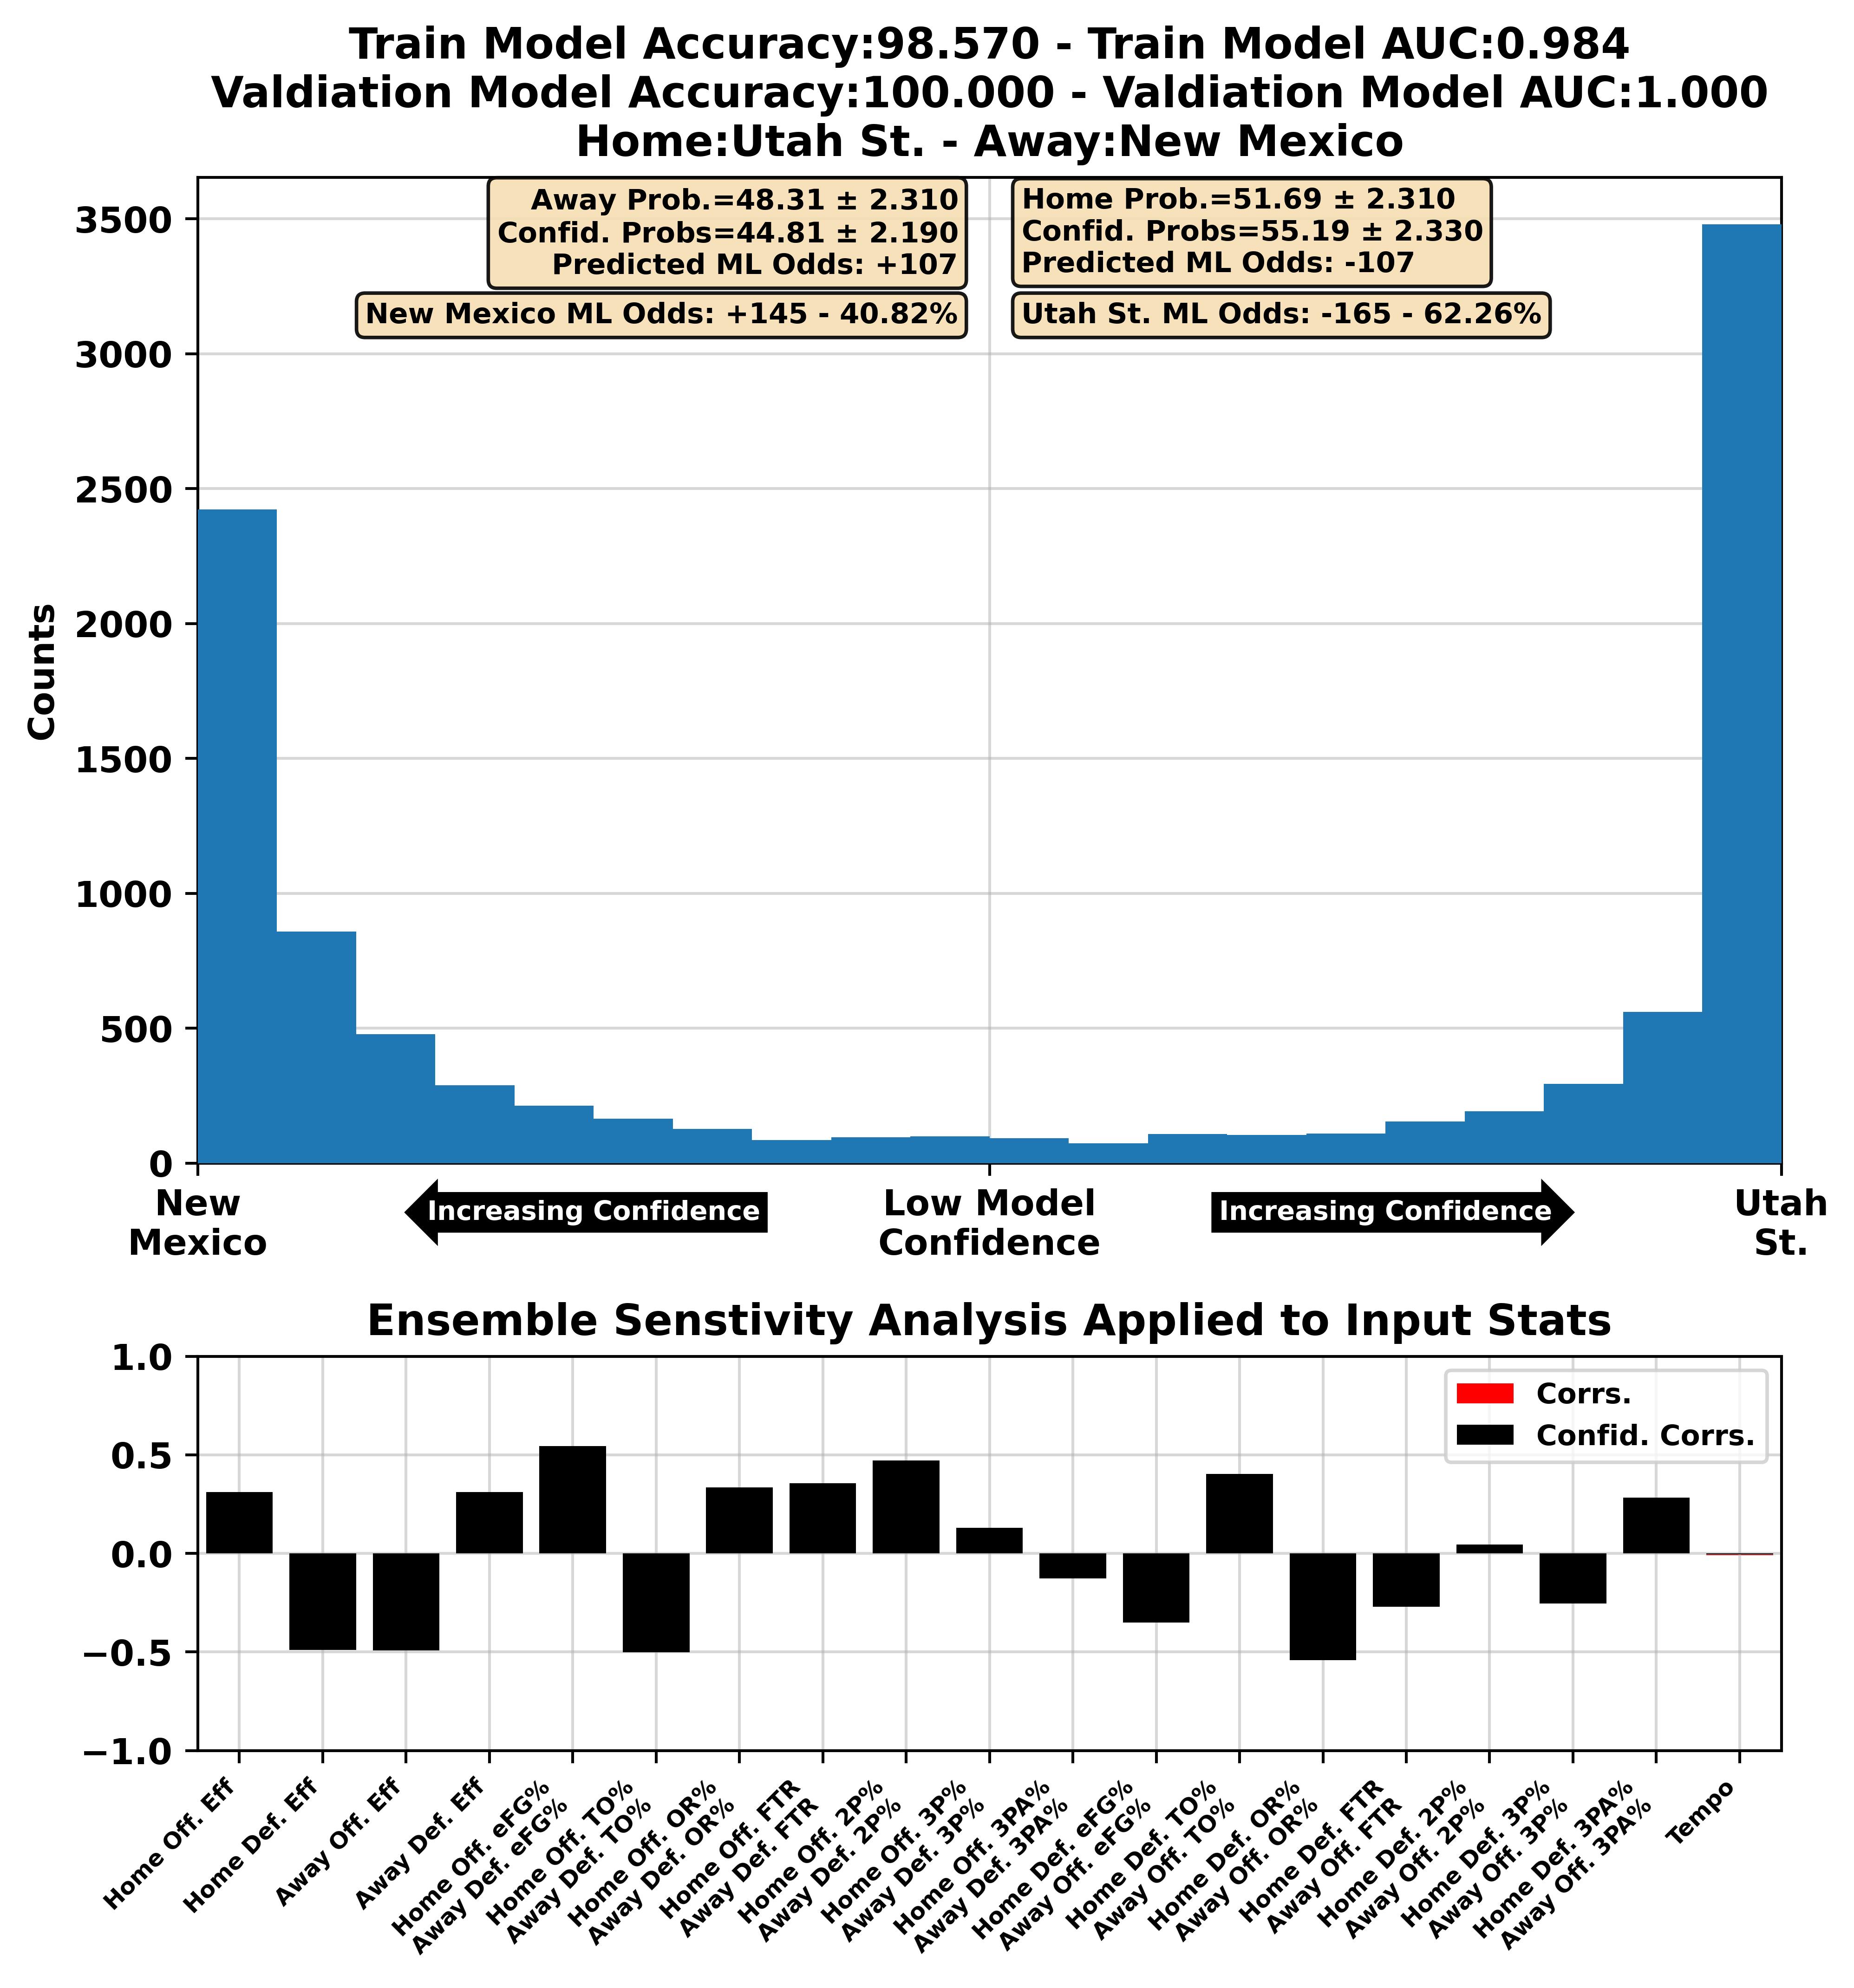 Train Model Accuracy:98.570 - Train Model AUC:0.984
Valdiation Model Accuracy:100.000 - Valdiation Model AUC:1.000
Home:Utah St. - Away:New Mexico
Away Prob.=48.31 ± 2.310
Confid. Probs=44.81 ± 2.190
Predicted ML Odds: +107
Home Prob.=51.69 ± 2.310
Confid. Probs=55.19 ± 2.330
Predicted ML Odds: -107
New Mexico ML Odds: +145 - 40.82%
Utah St. ML Odds: -165 - 62.26%
Counts
3500
3000
2500
2000
1500
1000
500
0
New
Mexico
Increasing Confidence
Low Model
Confidence
Increasing Confidence
Utah
St.
Ensemble Senstivity Analysis Applied to Input Stats
1.0
0.5
0.0
−0.5
−1.0
Corrs.
Confid. Corrs.
Home Off. Eff
Home Def. Eff
Away Off. Eff
Away Def. Eff
Home Off. eFG%
Away Def. eFG%
Home Off. TO%
Away Def. TO%
Home Off. OR%
Away Def. OR%
Home Off. FTR
Away Def. FTR
Home Off. 2P%
Away Def. 2P%
Home Off. 3P%
Away Def. 3P%
Home Off. 3PA%
Away Def. 3PA%
Home Def. eFG%
Away Off. eFG%
Home Def. TO%
Away Off. TO%
Home Def. OR%
Away Off. OR%
Home Def. FTR
Away Off. FTR
Home Def. 2P%
Away Off. 2P%
Home Def. 3P%
Away Off. 3P%
Home Def. 3PA%
Away Off. 3PA%
Tempo